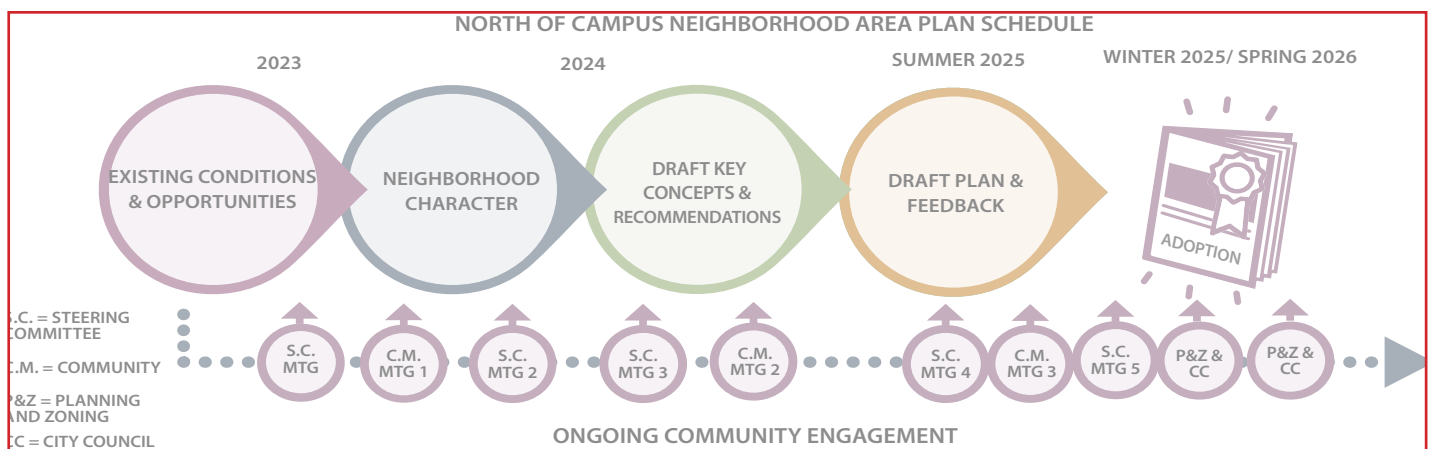 NORTH OF CAMPUS NEIGHBORHOOD AREA PLAN SCHEDULE
2023
2024
SUMMER 2025
WINTER 2025/ SPRING 2026
EXISTING CONDITIONS
& OPPORTUNITIES
NEIGHBORHOOD
CHARACTER
DRAFT KEY
CONCEPTS &
RECOMMENDATIONS
DRAFT PLAN &
FEEDBACK
ADOPTION
S.C. = STEERING
COMMITTEE
C.M. = COMMUNITY
P&Z = PLANNING
AND ZONING
CC = CITY COUNCIL
S.C.
MTG
C.M.
MTG 1
S.C.
MTG 2
S.C.
MTG 3
C.M.
MTG 2
S.C.
MTG 4
C.M.
MTG 3
S.C.
MTG 5
P&Z &
CC
P&Z &
CC
ONGOING COMMUNITY ENGAGEMENT